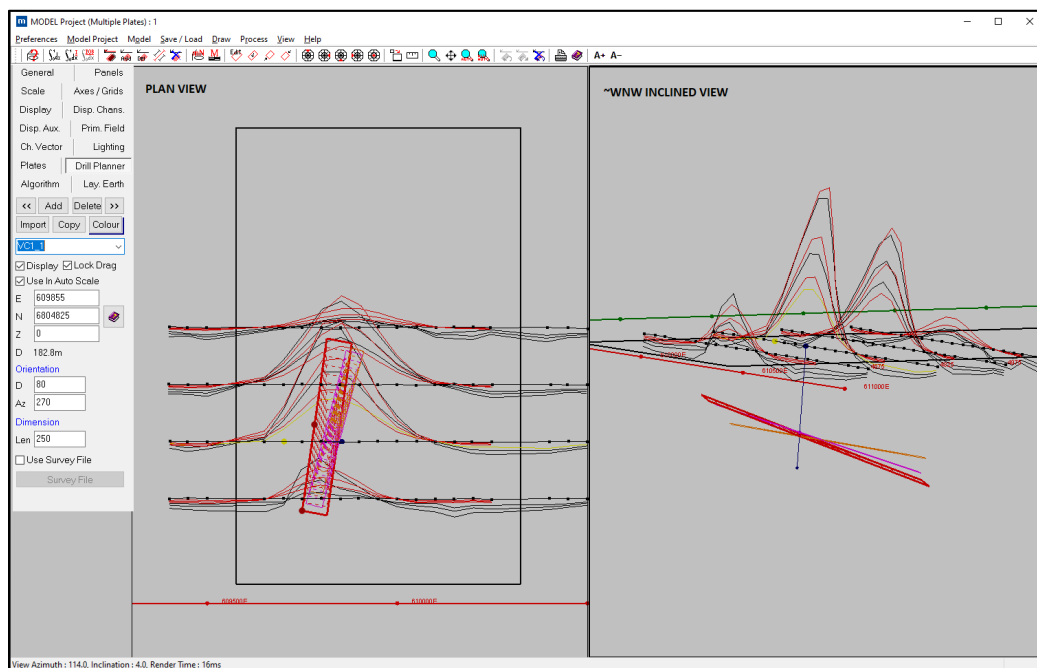 MODEL Project (Multiple Plates) : 1
Preferences Model Project Model Save / Load Draw Process View Help
A+ A-
General Panels
Scale Axes / Grids
Display Disp. Chans.
Disp. Aux. Prim. Field
Ch. Vector Lighting
Plates Drill Planner
Algorithm Lay. Earth
<< Add Delete >>
Import Copy Colour
VC1_1
Display Lock Drag
Use In Auto Scale
E 609855
N 6804825
Z 0
D 182.8m
Orientation
D 80
Az 270
Dimension
Len 250
Use Survey File
Survey File
PLAN VIEW
609500E 610000E
~WNW INCLINED VIEW
610500E
611000E
View Azimuth : 114.0, Inclination : 4.0, Render Time : 16ms